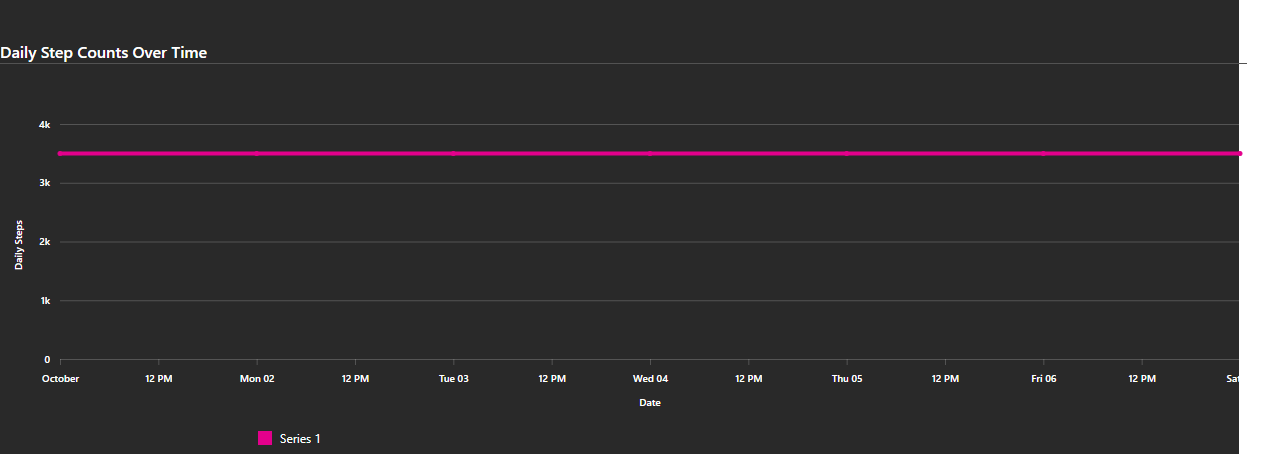 Daily Step Counts Over Time
4k
3k
2k
1k
0
Daily Steps
October 12 PM Mon 02 12 PM Tue 03 12 PM Wed 04 12 PM Thu 05 12 PM Fri 06 12 PM Sat
Date
Series 1